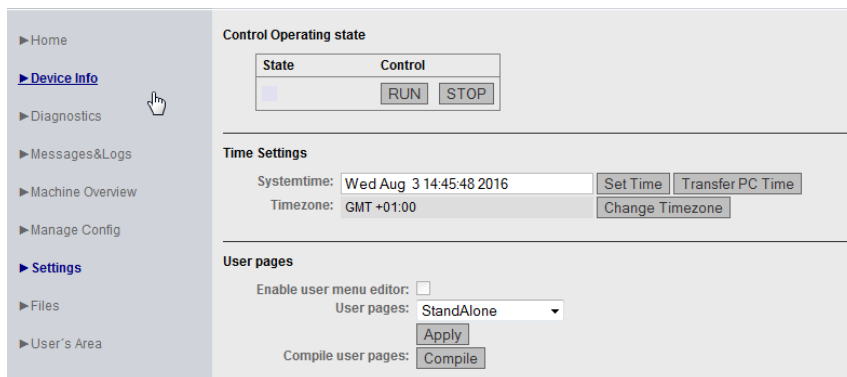 ►Home
►Device Info
►Diagnostics
►Messages&Logs
►Machine Overview
►Manage Config
►Settings
►Files
►User´s Area
Control Operating state
State Control
RUN STOP
Time Settings
Systemtime: Wed Aug 3 14:45:48 2016 Set Time Transfer PC Time
Timezone: GMT +01:00 Change Timezone
User pages
Enable user menu editor:
User pages: StandAlone
Apply
Compile user pages: Compile